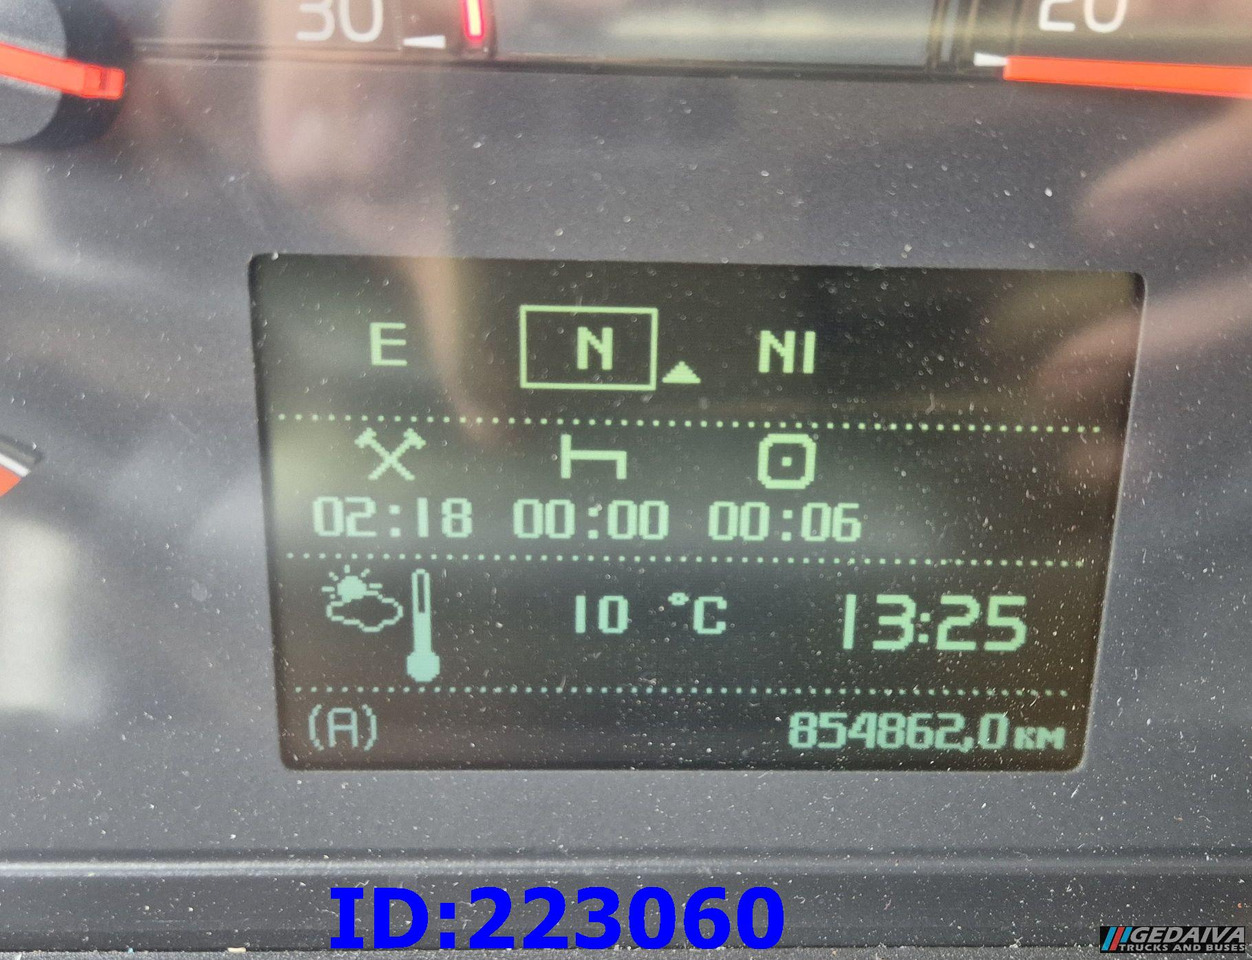 30
20
E N NI
02:18 00:00 00:06
10 °C 13:25
(A) 854862,0 км
ID:223060
GEDAIVA
TRUCKS AND BUSES